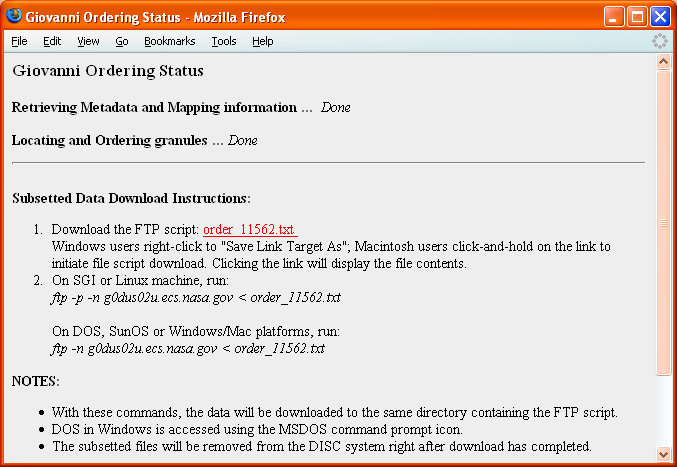 Giovanni Ordering Status - Mozilla Firefox
File Edit View Go Bookmarks Tools Help
Giovanni Ordering Status
Retrieving Metadata and Mapping information ... Done
Locating and Ordering granules ... Done
Subsetted Data Download Instructions:
1. Download the FTP script: order_11562.txt
Windows users right-click to "Save Link Target As"; Macintosh users click-and-hold on the link to
initiate file script download. Clicking the link will display the file contents.
2. On SGI or Linux machine, run:
ftp -p -n g0dus02u.ecs.nasa.gov < order_11562.txt
On DOS, SunOS or Windows/Mac platforms, run:
ftp -n g0dus02u.ecs.nasa.gov < order_11562.txt
NOTES:
• With these commands, the data will be downloaded to the same directory containing the FTP script.
• DOS in Windows is accessed using the MSDOS command prompt icon.
• The subsetted files will be removed from the DISC system right after download has completed.